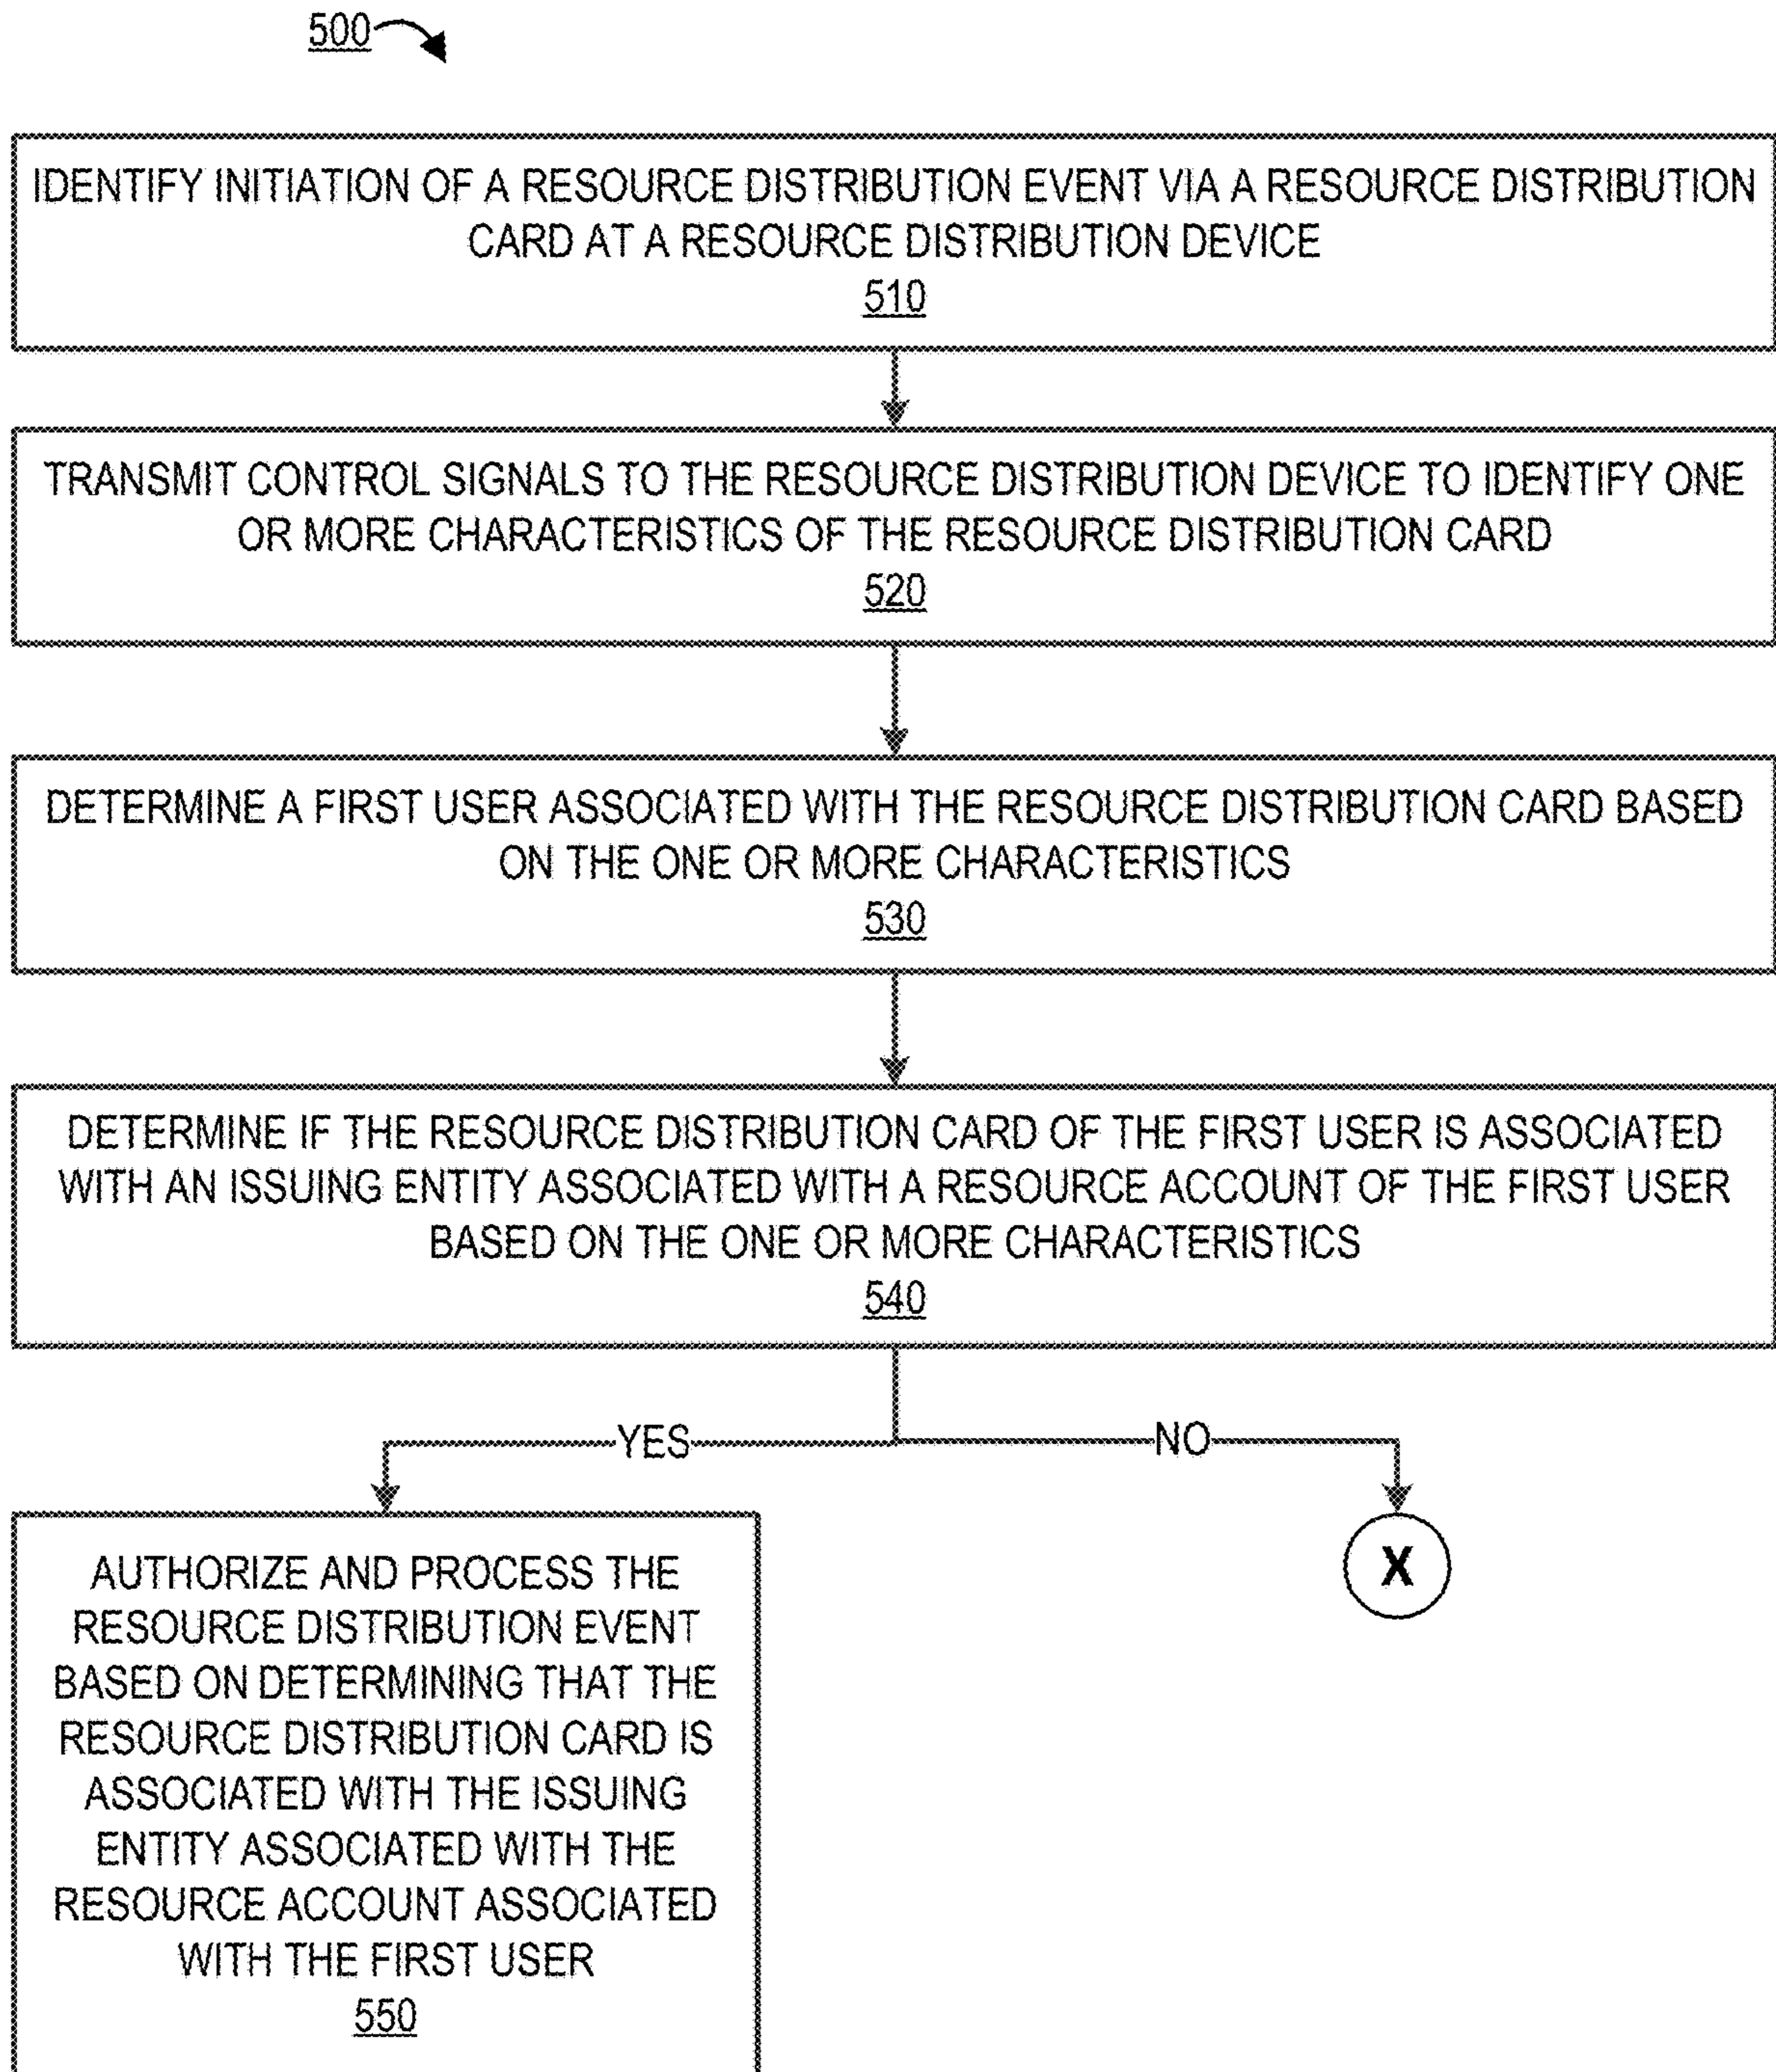 500
IDENTIFY INITIATION OF A RESOURCE DISTRIBUTION EVENT VIA A RESOURCE DISTRIBUTION
CARD AT A RESOURCE DISTRIBUTION DEVICE
510
TRANSMIT CONTROL SIGNALS TO THE RESOURCE DISTRIBUTION DEVICE TO IDENTIFY ONE
OR MORE CHARACTERISTICS OF THE RESOURCE DISTRIBUTION CARD
520
DETERMINE A FIRST USER ASSOCIATED WITH THE RESOURCE DISTRIBUTION CARD BASED
ON THE ONE OR MORE CHARACTERISTICS
530
DETERMINE IF THE RESOURCE DISTRIBUTION CARD OF THE FIRST USER IS ASSOCIATED
WITH AN ISSUING ENTITY ASSOCIATED WITH A RESOURCE ACCOUNT OF THE FIRST USER
BASED ON THE ONE OR MORE CHARACTERISTICS
540
YES
NO
AUTHORIZE AND PROCESS THE
RESOURCE DISTRIBUTION EVENT
BASED ON DETERMINING THAT THE
RESOURCE DISTRIBUTION CARD IS
ASSOCIATED WITH THE ISSUING
ENTITY ASSOCIATED WITH THE
RESOURCE ACCOUNT ASSOCIATED
WITH THE FIRST USER
550
X